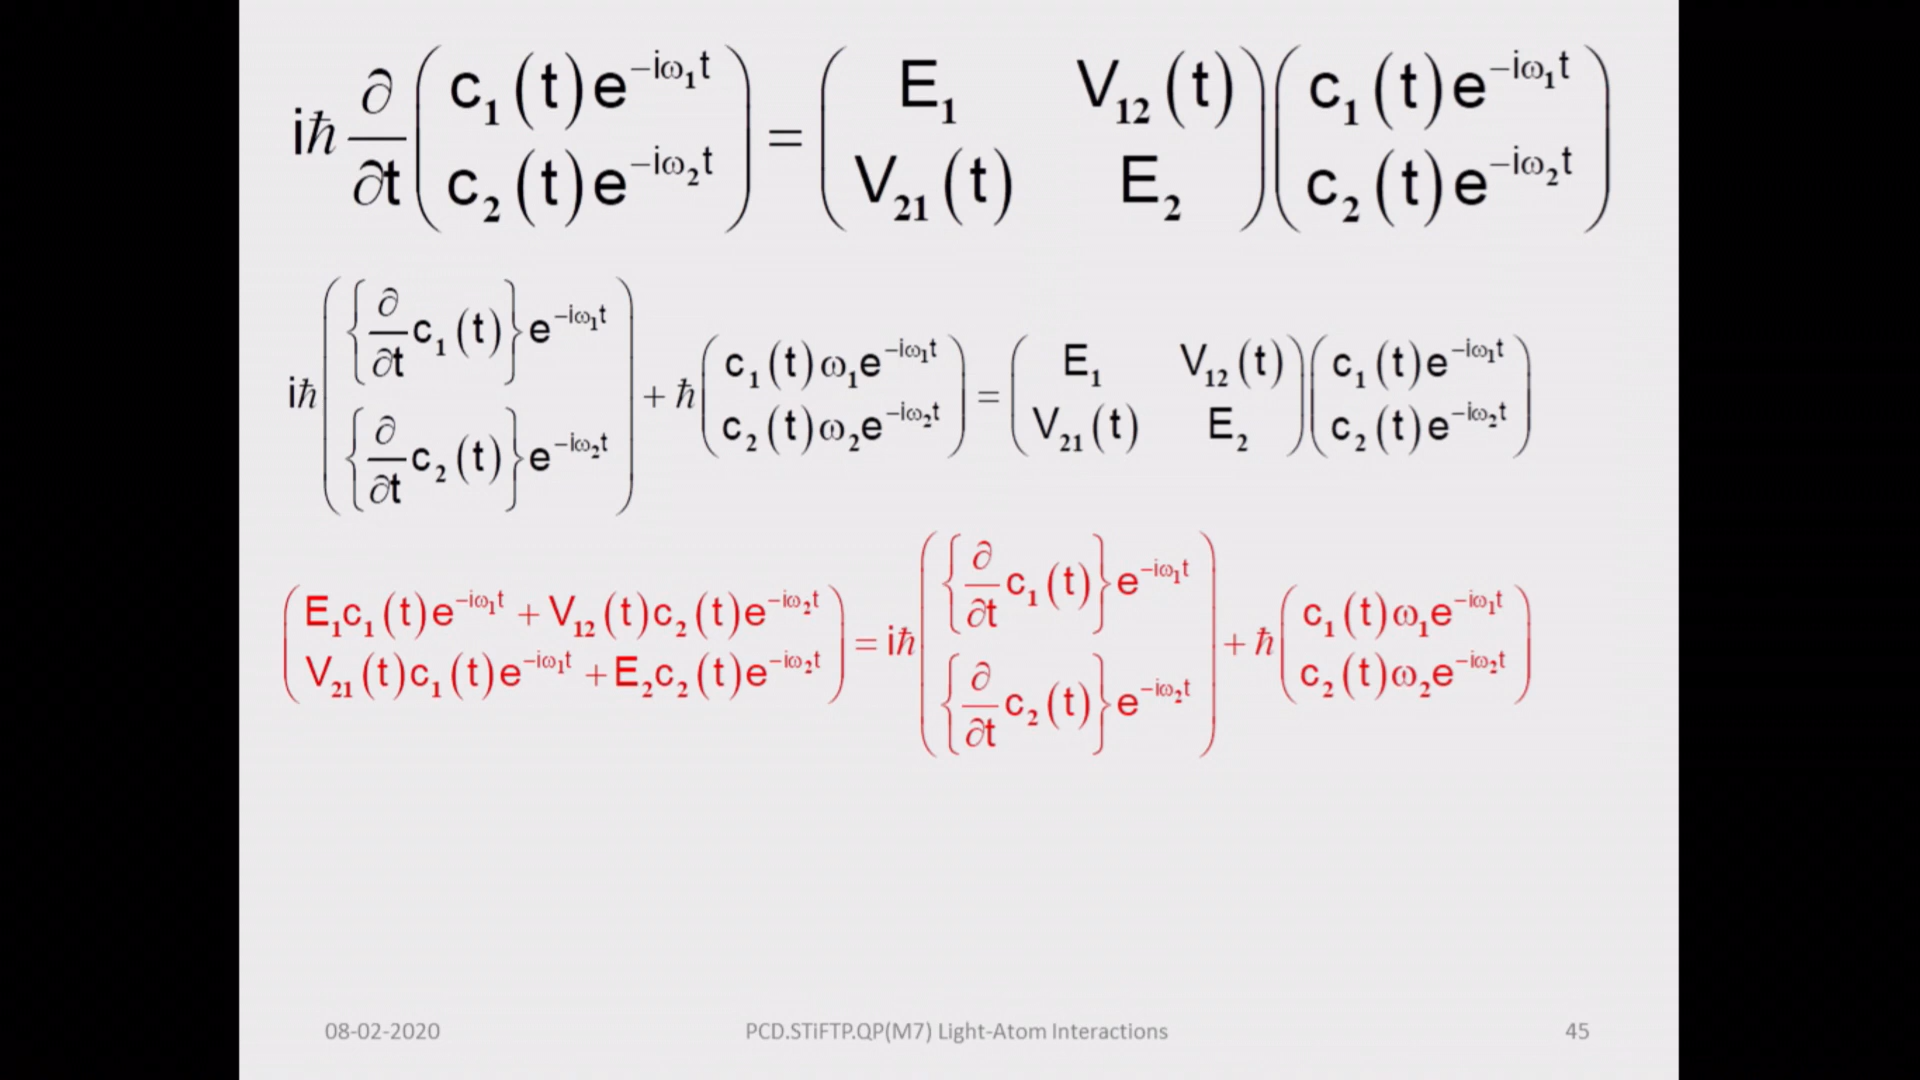 iℏ ∂/∂t ( c₁(t)e^{−iω₁t} ; c₂(t)e^{−iω₂t} ) = ( E₁ V₁₂(t) ; V₂₁(t) E₂ ) ( c₁(t)e^{−iω₁t} ; c₂(t)e^{−iω₂t} )
iℏ ( {∂/∂t c₁(t)} e^{−iω₁t} ; {∂/∂t c₂(t)} e^{−iω₂t} ) + ℏ ( c₁(t)ω₁e^{−iω₁t} ; c₂(t)ω₂e^{−iω₂t} ) = ( E₁ V₁₂(t) ; V₂₁(t) E₂ ) ( c₁(t)e^{−iω₁t} ; c₂(t)e^{−iω₂t} )
( E₁c₁(t)e^{−iω₁t} + V₁₂(t)c₂(t)e^{−iω₂t} ; V₂₁(t)c₁(t)e^{−iω₁t} + E₂c₂(t)e^{−iω₂t} ) = iℏ ( {∂/∂t c₁(t)} e^{−iω₁t} ; {∂/∂t c₂(t)} e^{−iω₂t} ) + ℏ ( c₁(t)ω₁e^{−iω₁t} ; c₂(t)ω₂e^{−iω₂t} )
08-02-2020 PCD.STiFTP.QP(M7) Light-Atom Interactions 45